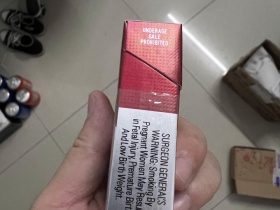 UNDERAGE
SALE
PROHIBITED
SURGEON GENERAL'S
WARNING: Smoking By
Pregnant Women May Result
in Fetal Injury, Premature Birth
And Low Birth Weight.